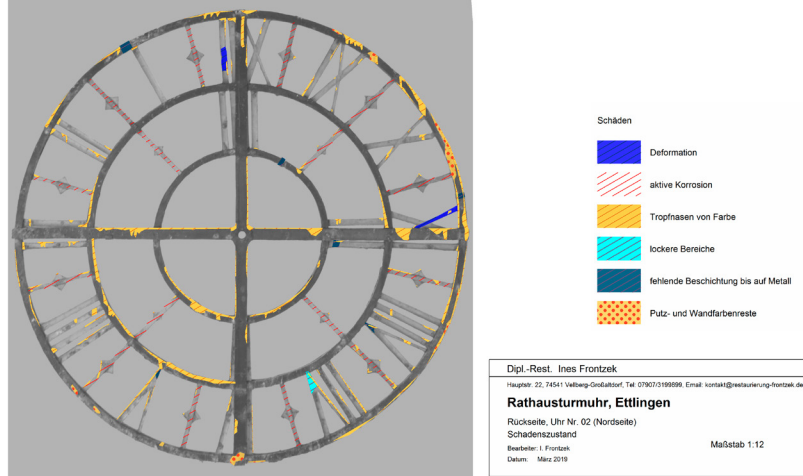 Schäden
Deformation
aktive Korrosion
Tropfnasen von Farbe
lockere Bereiche
fehlende Beschichtung bis auf Metall
Putz- und Wandfarbenreste
Dipl.-Rest. Ines Frontzek
Hauptstr. 22, 74541 Vellberg-Großaltdorf, Tel: 07907/3199899, Email: kontakt@restaurierung-frontzek.de
Rathausturmuhr, Ettlingen
Rückseite, Uhr Nr. 02 (Nordseite)
Schadenszustand
Bearbeiter: I. Frontzek
Maßstab 1:12
Datum: März 2019